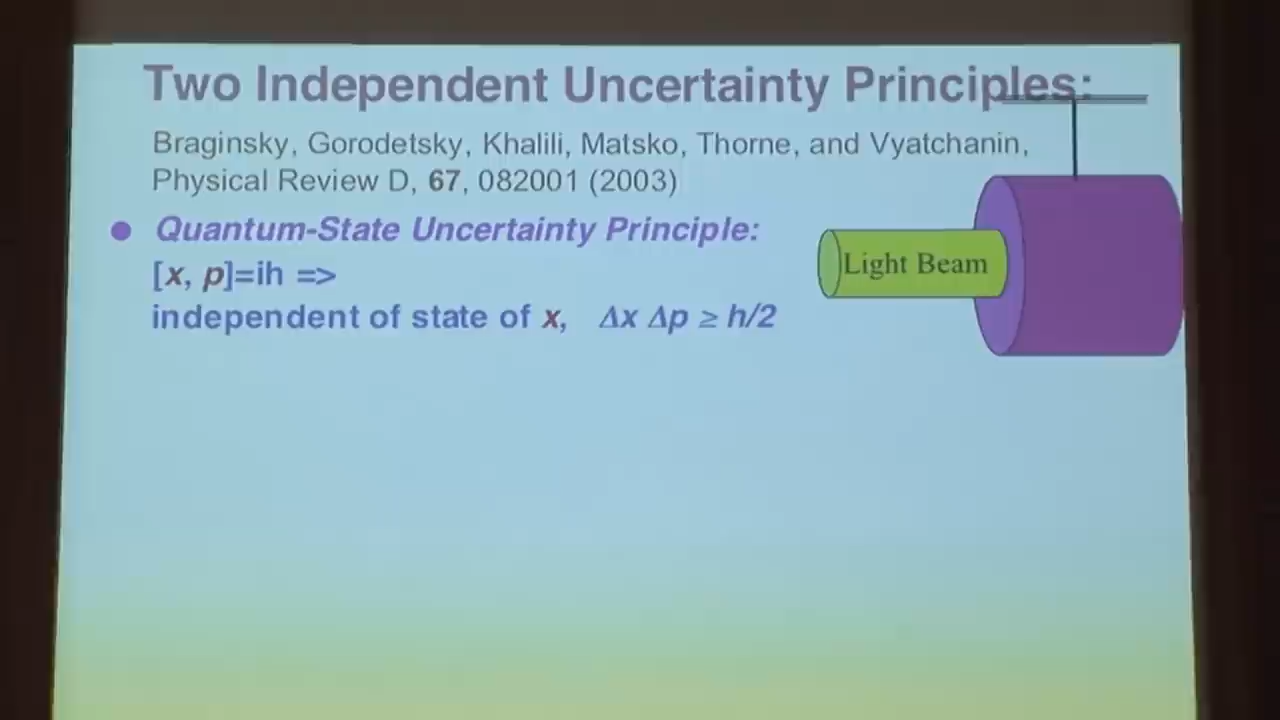 Two Independent Uncertainty Principles:
Braginsky, Gorodetsky, Khalili, Matsko, Thorne, and Vyatchanin,
Physical Review D, 67, 082001 (2003)
Quantum-State Uncertainty Principle:
[x, p]=ih =>
independent of state of x, Δx Δp ≥ h/2
Light Beam